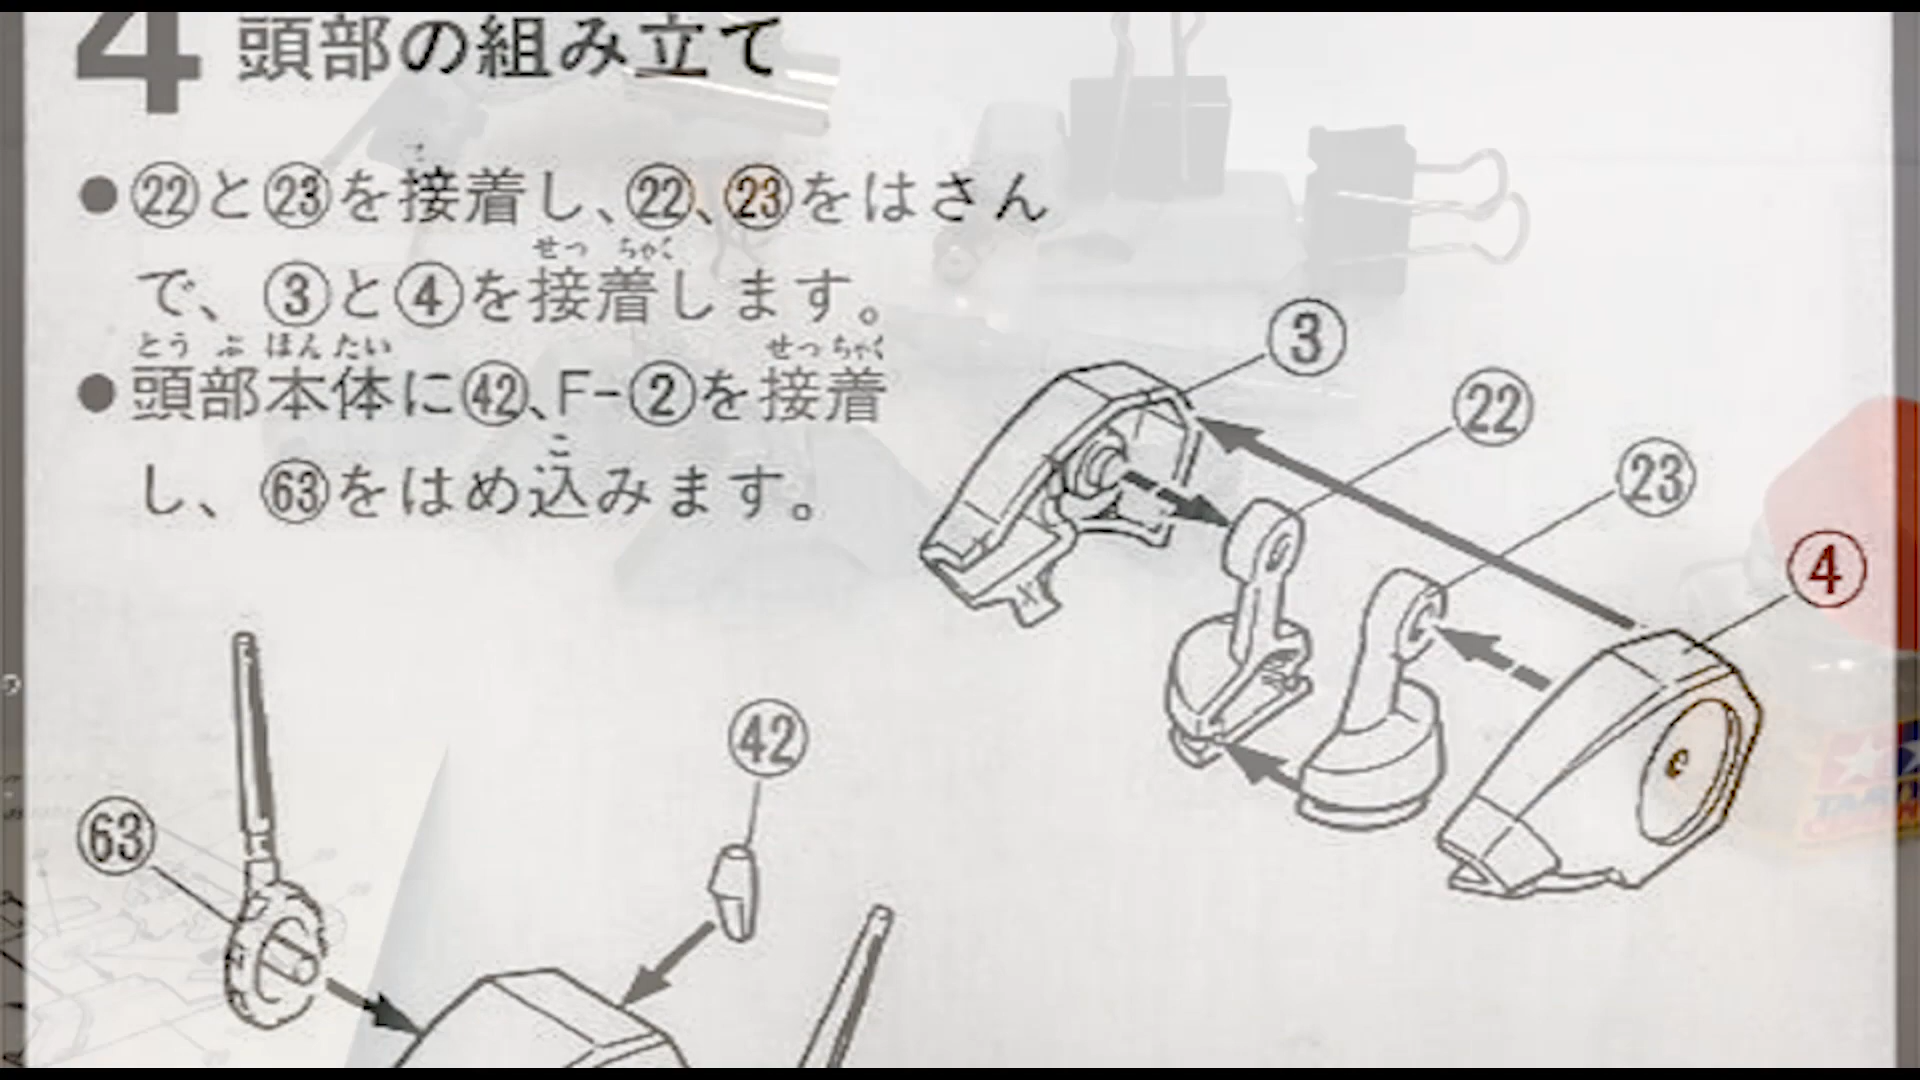 4 頭部の組み立て
●㉒と㉓を接着し、㉒、㉓をはさん
せっ ちゃく
で、③と④を接着します。
とう ぶ ほん たい せっ ちゃく
●頭部本体に㊷、F-②を接着
こ
し、63をはめ込みます。
③
㉒
㉓
④
㊷
63